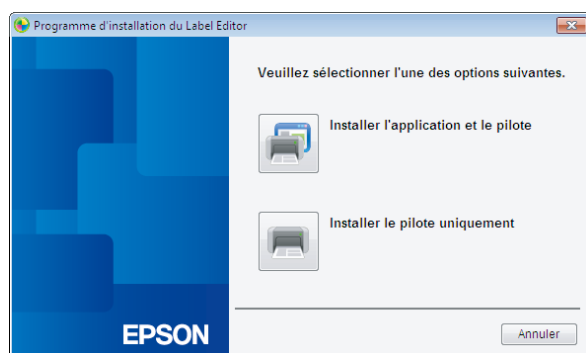 Programme d'installation du Label Editor
Veuillez sélectionner l'une des options suivantes.
Installer l'application et le pilote
Installer le pilote uniquement
EPSON
Annuler